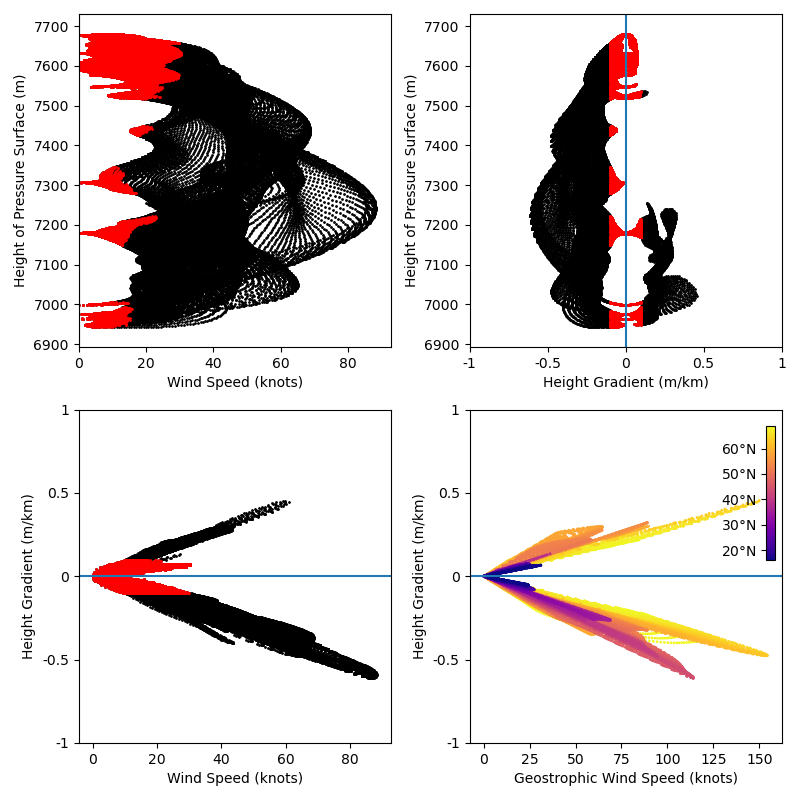 7700
7600
7500
7400
7300
7200
7100
7000
6900
Height of Pressure Surface (m)
0 20 40 60 80
Wind Speed (knots)
7700
7600
7500
7400
7300
7200
7100
7000
6900
Height of Pressure Surface (m)
-1 -0.5 0 0.5 1
Height Gradient (m/km)
1
0.5
0
-0.5
-1
Height Gradient (m/km)
0 20 40 60 80
Wind Speed (knots)
1
0.5
0
-0.5
-1
Height Gradient (m/km)
60°N
50°N
40°N
30°N
20°N
0 25 50 75 100 125 150
Geostrophic Wind Speed (knots)